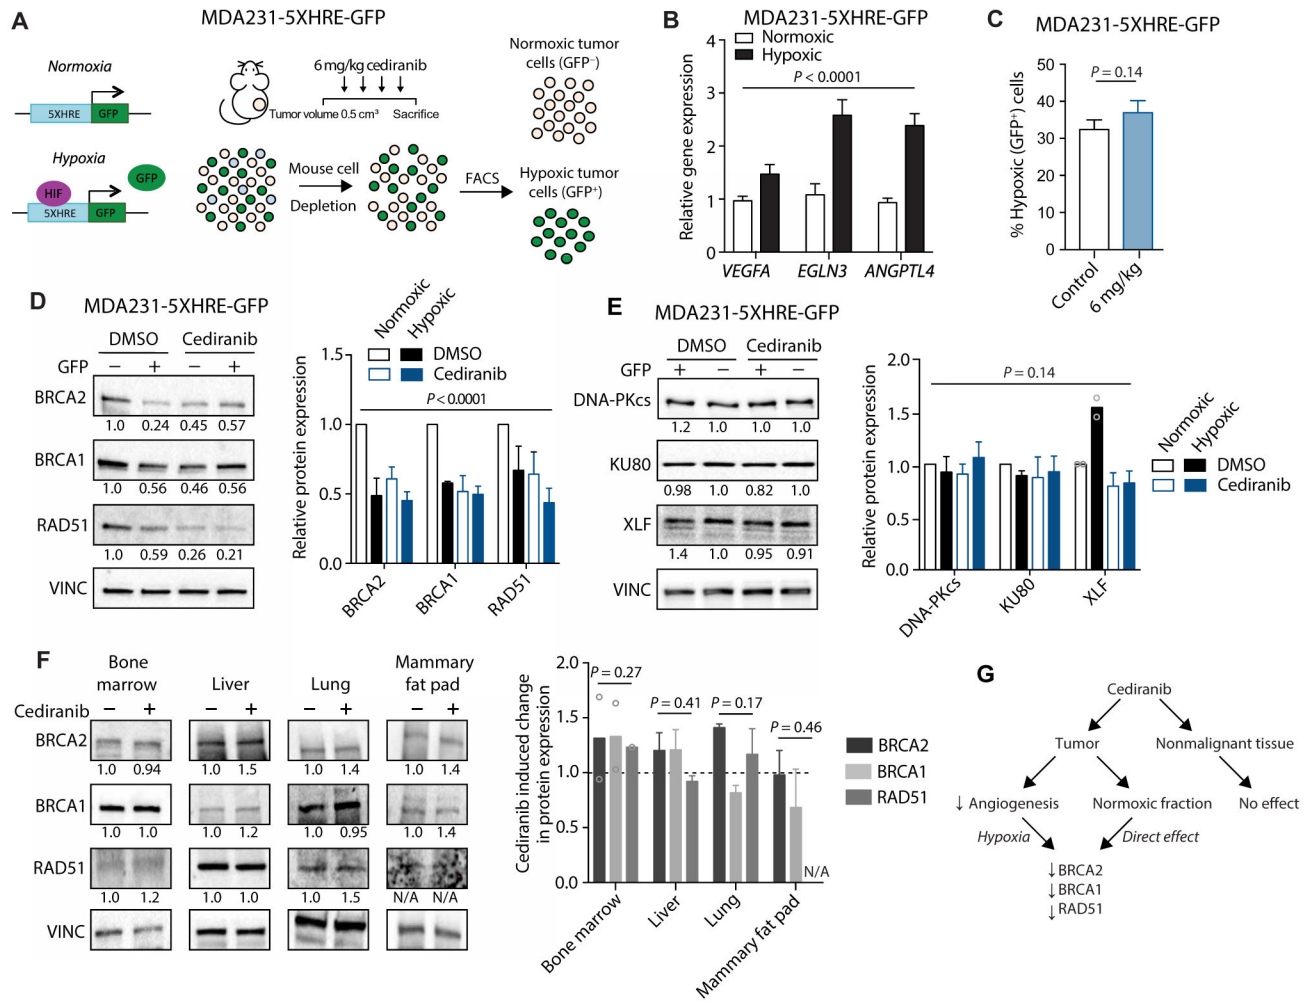 A
MDA231-5XHRE-GFP
Normoxia
5XHRE
GFP
Hypoxia
HIF
GFP
5XHRE
GFP
6 mg/kg cediranib
Tumor volume 0.5 cm³
Sacrifice
Mouse cell
Depletion
FACS
Normoxic tumor
cells (GFP⁻)
Hypoxic tumor
cells (GFP⁺)
B
MDA231-5XHRE-GFP
Normoxic
Hypoxic
P < 0.0001
Relative gene expression
4
3
2
1
0
VEGFA
EGLN3
ANGPTL4
C
MDA231-5XHRE-GFP
P = 0.14
% Hypoxic (GFP⁺) cells
50
40
30
20
10
0
Control
6 mg/kg
D
MDA231-5XHRE-GFP
DMSO Cediranib
GFP − + − +
BRCA2
1.0 0.24 0.45 0.57
BRCA1
1.0 0.56 0.46 0.56
RAD51
1.0 0.59 0.26 0.21
VINC
Normoxic
Hypoxic
DMSO
Cediranib
P < 0.0001
Relative protein expression
1.5
1.0
0.5
0.0
BRCA2
BRCA1
RAD51
E
MDA231-5XHRE-GFP
DMSO Cediranib
GFP + − + −
DNA-PKcs
1.2 1.0 1.0 1.0
KU80
0.98 1.0 0.82 1.0
XLF
1.4 1.0 0.95 0.91
VINC
Relative protein expression
2.0
1.5
1.0
0.5
0.0
P = 0.14
DNA-PKcs
KU80
XLF
Normoxic
Hypoxic
DMSO
Cediranib
F
Bone
marrow
Liver
Lung
Mammary
fat pad
Cediranib − + − + − + − +
BRCA2
1.0 0.94 1.0 1.5 1.0 1.4 1.0 1.4
BRCA1
1.0 1.0 1.0 1.2 1.0 0.95 1.0 1.4
RAD51
1.0 1.2 1.0 1.0 1.0 1.5 N/A N/A
VINC
Cediranib induced change
in protein expression
2.0
1.5
1.0
0.5
0.0
P = 0.27
P = 0.41
P = 0.17
P = 0.46
N/A
Bone marrow
Liver
Lung
Mammary fat pad
BRCA2
BRCA1
RAD51
G
Cediranib
Tumor
Nonmalignant tissue
↓ Angiogenesis
Normoxic fraction
No effect
Hypoxia
Direct effect
↓BRCA2
↓BRCA1
↓RAD51